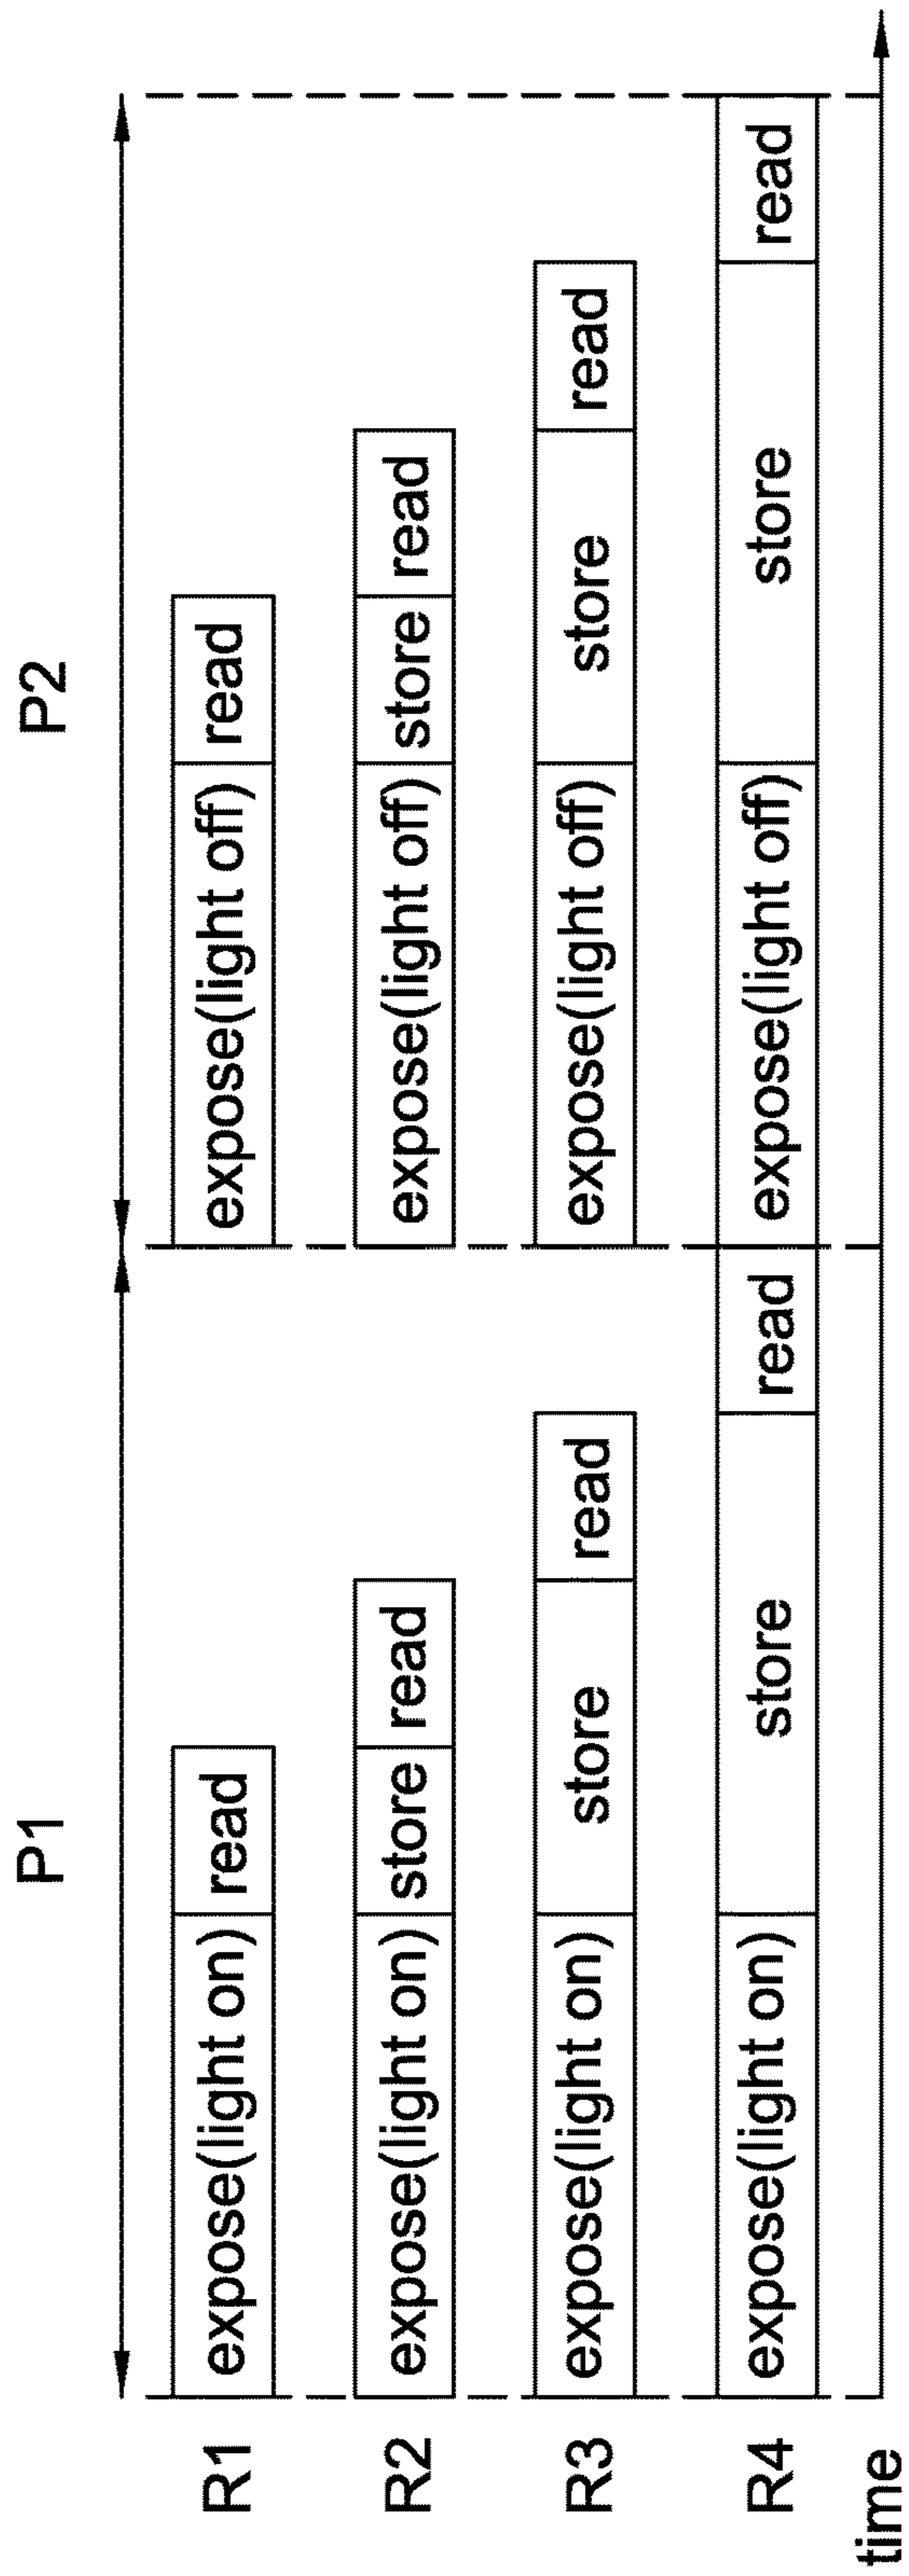 P1 P2
R1 expose(light on) read expose(light off) read
R2 expose(light on) store read expose(light off) store read
R3 expose(light on) store read expose(light off) store read
R4 expose(light on) store read expose(light off) store read
time